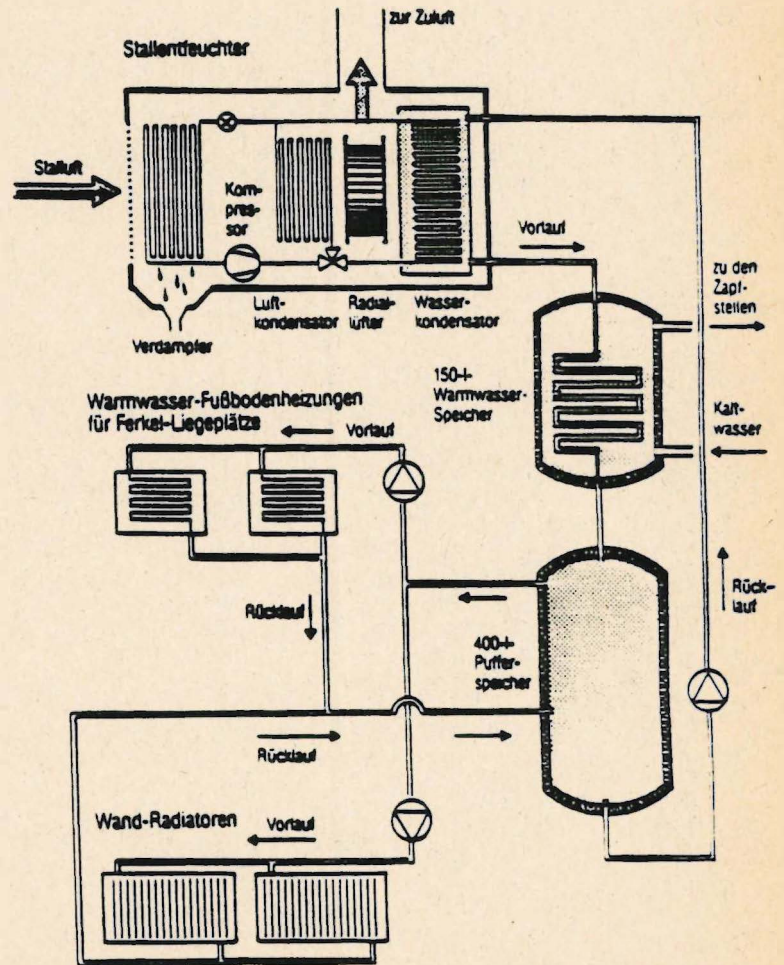 zur Zuluft
Stallentfeuchter
Stalluft
Kom-
pres-
sor
Luft-
kondensator
Radial-
lüfter
Wasser-
kondensator
Verdampfer
Vorlauf
zu den
Zapf-
stellen
150-l-
Warmwasser-
Speicher
Kalt-
wasser
Warmwasser-Fußbodenheizungen
für Ferkel-Liegeplätze
Vorlauf
Rücklauf
400-l-
Puffer-
speicher
Rück-
lauf
Rücklauf
Wand-Radiatoren
Vorlauf